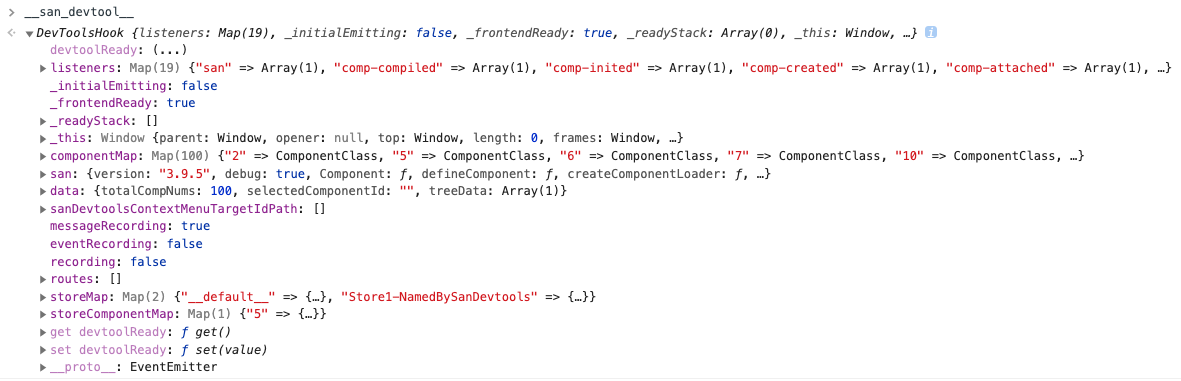 > __san_devtool__
DevToolsHook {listeners: Map(19), _initialEmitting: false, _frontendReady: true, _readyStack: Array(0), _this: Window, …}
devtoolReady: (...)
listeners: Map(19) {"san" => Array(1), "comp-compiled" => Array(1), "comp-inited" => Array(1), "comp-created" => Array(1), "comp-attached" => Array(1), …}
_initialEmitting: false
_frontendReady: true
_readyStack: []
_this: Window {parent: Window, opener: null, top: Window, length: 0, frames: Window, …}
componentMap: Map(100) {"2" => ComponentClass, "5" => ComponentClass, "6" => ComponentClass, "7" => ComponentClass, "10" => ComponentClass, …}
san: {version: "3.9.5", debug: true, Component: ƒ, defineComponent: ƒ, createComponentLoader: ƒ, …}
data: {totalCompNums: 100, selectedComponentId: "", treeData: Array(1)}
sanDevtoolsContextMenuTargetIdPath: []
messageRecording: true
eventRecording: false
recording: false
routes: []
storeMap: Map(2) {"__default__" => {…}, "Store1-NamedBySanDevtools" => {…}}
storeComponentMap: Map(1) {"5" => {…}}
get devtoolReady: ƒ get()
set devtoolReady: ƒ set(value)
__proto__: EventEmitter